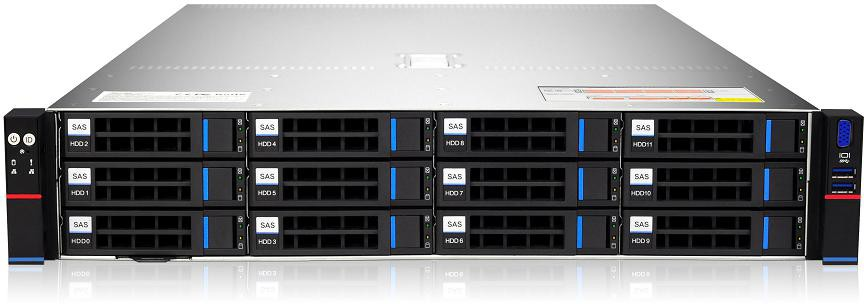 SAS
HDD 2
SAS
HDD 4
SAS
HDD 8
SAS
HDD11
ID
SAS
HDD 1
SAS
HDD 5
SAS
HDD 7
SAS
HDD10
SAS
HDD0
SAS
HDD 3
SAS
HDD 6
SAS
HDD 9